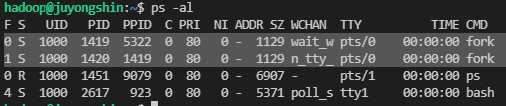 hadoop@juyongshin:~$ ps -al
F S UID PID PPID C PRI NI ADDR SZ WCHAN TTY TIME CMD
0 S 1000 1419 5322 0 80 0 - 1129 wait_w pts/0 00:00:00 fork
1 S 1000 1420 1419 0 80 0 - 1129 n_tty_ pts/0 00:00:00 fork
0 R 1000 1451 9079 0 80 0 - 6907 - pts/1 00:00:00 ps
4 S 1000 2617 923 0 80 0 - 5371 poll_s tty1 00:00:00 bash